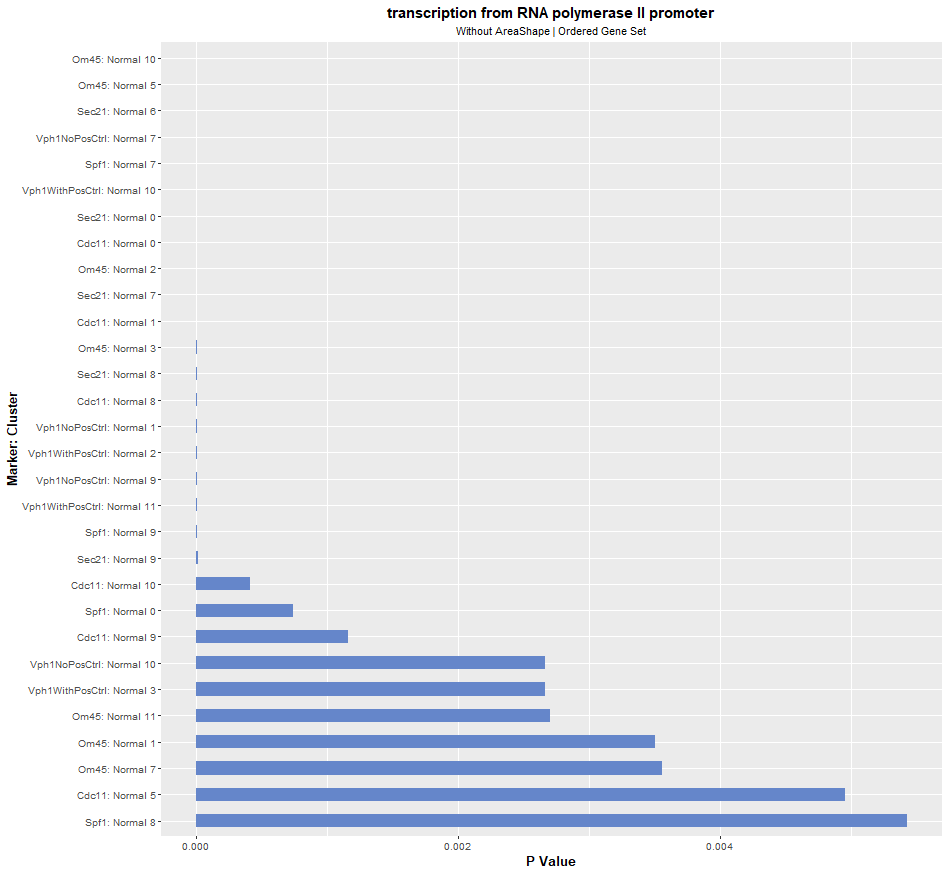 transcription from RNA polymerase II promoter
Without AreaShape | Ordered Gene Set
Om45: Normal 10
Om45: Normal 5
Sec21: Normal 6
Vph1NoPosCtrl: Normal 7
Spf1: Normal 7
Vph1WithPosCtrl: Normal 10
Sec21: Normal 0
Cdc11: Normal 0
Om45: Normal 2
Sec21: Normal 7
Cdc11: Normal 1
Om45: Normal 3
Sec21: Normal 8
Cdc11: Normal 8
Vph1NoPosCtrl: Normal 1
Vph1WithPosCtrl: Normal 2
Vph1NoPosCtrl: Normal 9
Vph1WithPosCtrl: Normal 11
Spf1: Normal 9
Sec21: Normal 9
Cdc11: Normal 10
Spf1: Normal 0
Cdc11: Normal 9
Vph1NoPosCtrl: Normal 10
Vph1WithPosCtrl: Normal 3
Om45: Normal 11
Om45: Normal 1
Om45: Normal 7
Cdc11: Normal 5
Spf1: Normal 8
Marker: Cluster
0.000 0.002 0.004
P Value